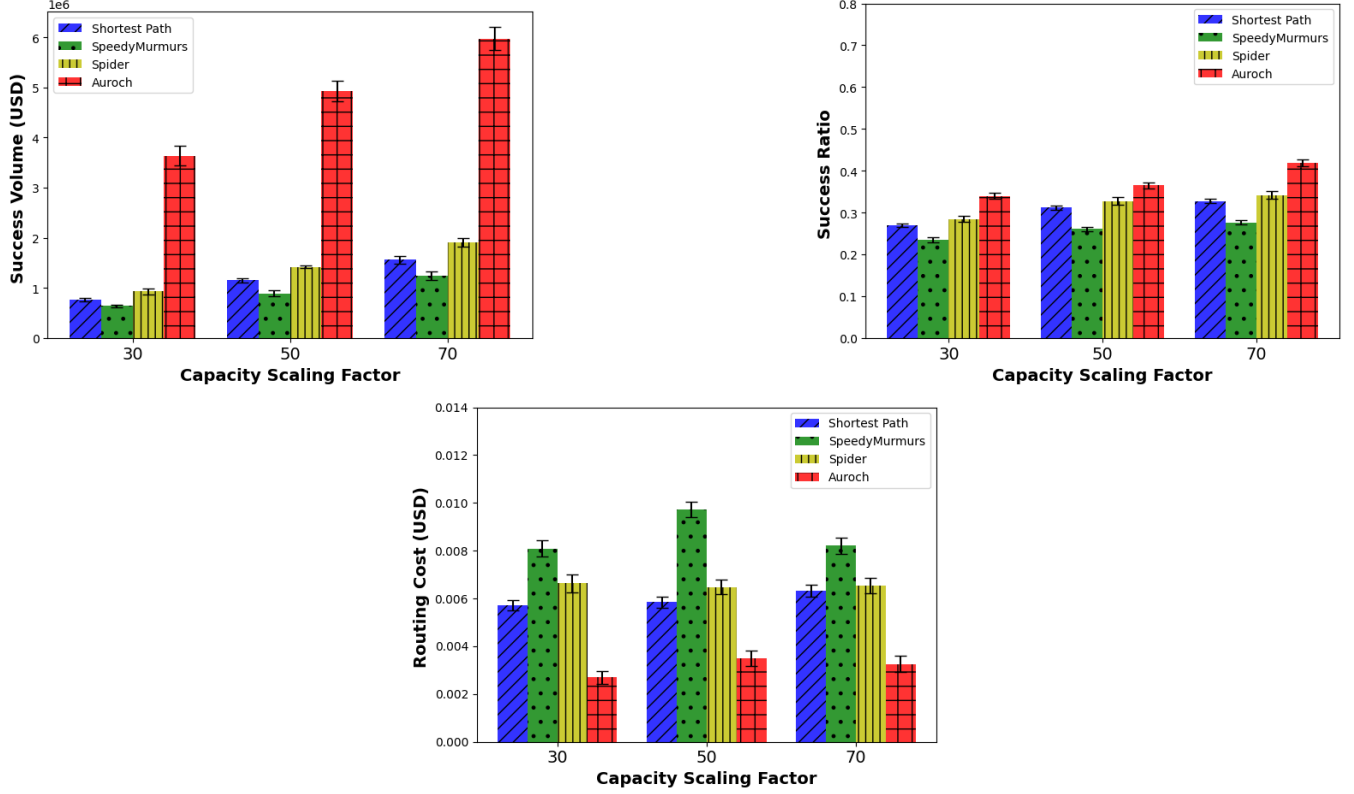 1e6
Success Volume (USD)
6
5
4
3
2
1
0
30 50 70
Capacity Scaling Factor
Shortest Path
SpeedyMurmurs
Spider
Auroch
Success Ratio
0.8
0.7
0.6
0.5
0.4
0.3
0.2
0.1
0.0
30 50 70
Capacity Scaling Factor
Shortest Path
SpeedyMurmurs
Spider
Auroch
Routing Cost (USD)
0.014
0.012
0.010
0.008
0.006
0.004
0.002
0.000
30 50 70
Capacity Scaling Factor
Shortest Path
SpeedyMurmurs
Spider
Auroch